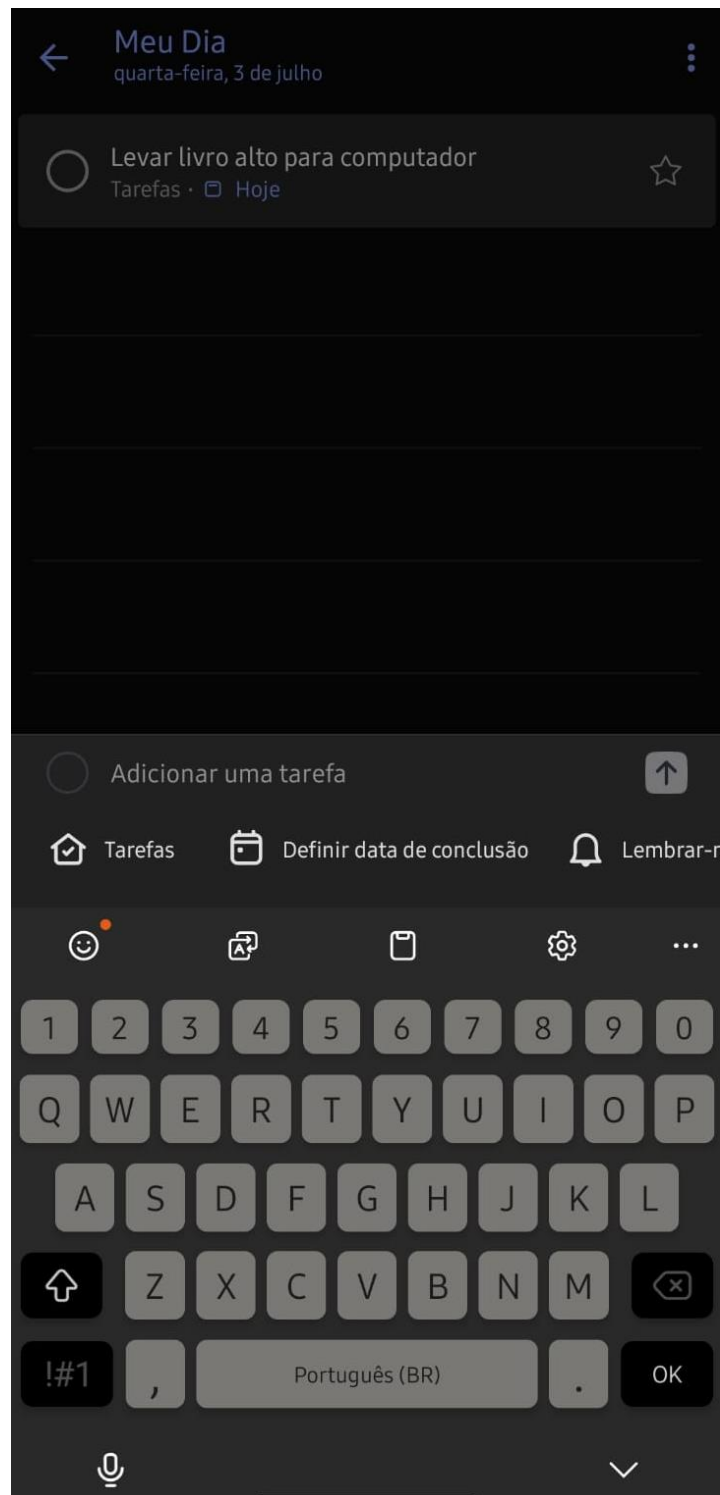 Meu Dia
quarta-feira, 3 de julho
Levar livro alto para computador
Tarefas • Hoje
Adicionar uma tarefa
Tarefas Definir data de conclusão Lembrar-r
1 2 3 4 5 6 7 8 9 0
Q W E R T Y U I O P
A S D F G H J K L
Z X C V B N M
!#1 , Português (BR) . OK